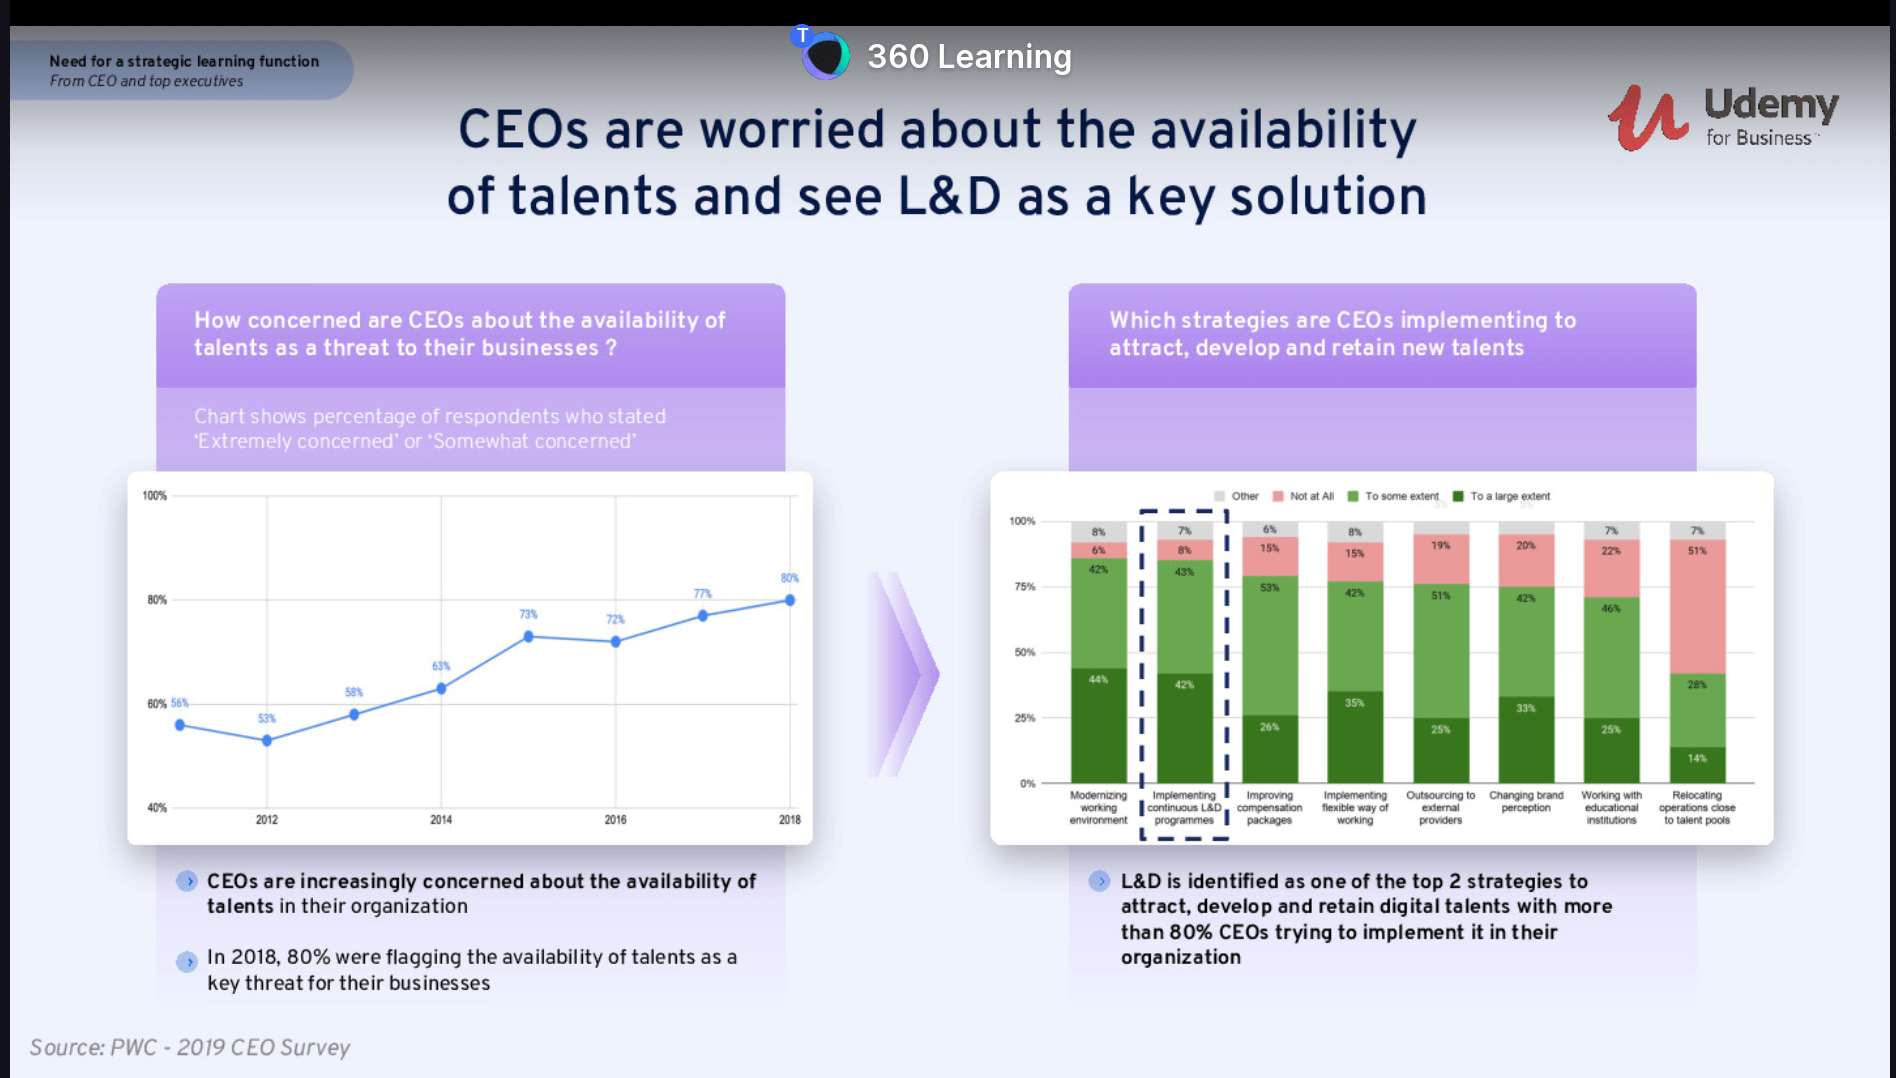 Need for a strategic learning function
From CEO and top executives
T
360 Learning
Udemy
for Business
CEOs are worried about the availability
of talents and see L&D as a key solution
How concerned are CEOs about the availability of
talents as a threat to their businesses ?
Chart shows percentage of respondents who stated
‘Extremely concerned’ or ‘Somewhat concerned’
100%
80%
60%
40%
56%
53%
58%
63%
73%
72%
77%
80%
2012
2014
2016
2018
CEOs are increasingly concerned about the availability of
talents in their organization
In 2018, 80% were flagging the availability of talents as a
key threat for their businesses
Which strategies are CEOs implementing to
attract, develop and retain new talents
Other
Not at All
To some extent
To a large extent
100%
75%
50%
25%
0%
8%
6%
42%
44%
7%
8%
43%
42%
6%
15%
53%
26%
8%
15%
42%
35%
5%
19%
51%
25%
5%
20%
42%
33%
7%
22%
46%
25%
7%
51%
28%
14%
Modernizing
working
environment
Implementing
continuous L&D
programmes
Improving
compensation
packages
Implementing
flexible way of
working
Outsourcing to
external
providers
Changing brand
perception
Working with
educational
institutions
Relocating
operations close
to talent pools
L&D is identified as one of the top 2 strategies to
attract, develop and retain digital talents with more
than 80% CEOs trying to implement it in their
organization
Source: PWC - 2019 CEO Survey